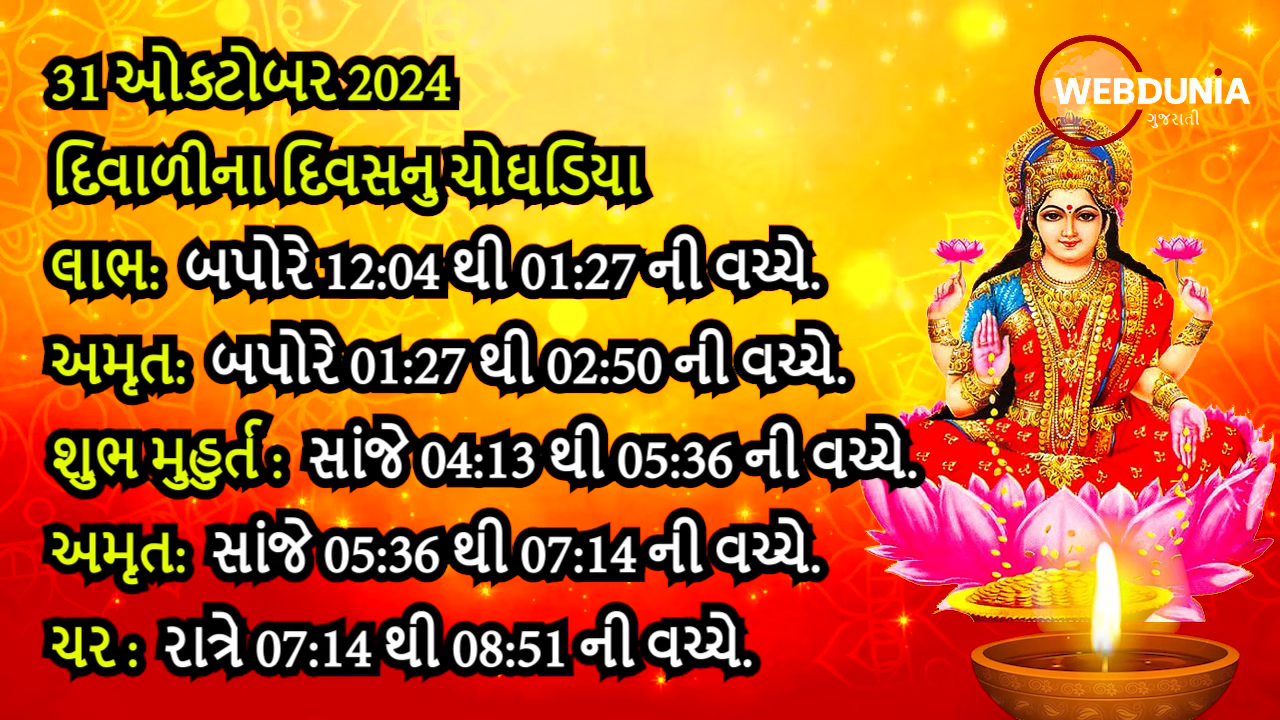 31 ઓક્ટોબર 2024
દિવાળીના દિવસનુ ચોઘડિયા
લાભ: બપોરે 12:04 થી 01:27 ની વચ્ચે.
અમૃત: બપોરે 01:27 થી 02:50 ની વચ્ચે.
શુભ મુહુર્ત : સાંજે 04:13 થી 05:36 ની વચ્ચે.
અમૃત: સાંજે 05:36 થી 07:14 ની વચ્ચે.
ચર : રાત્રે 07:14 થી 08:51 ની વચ્ચે.
WEBDUNIA
ગુજરાતી